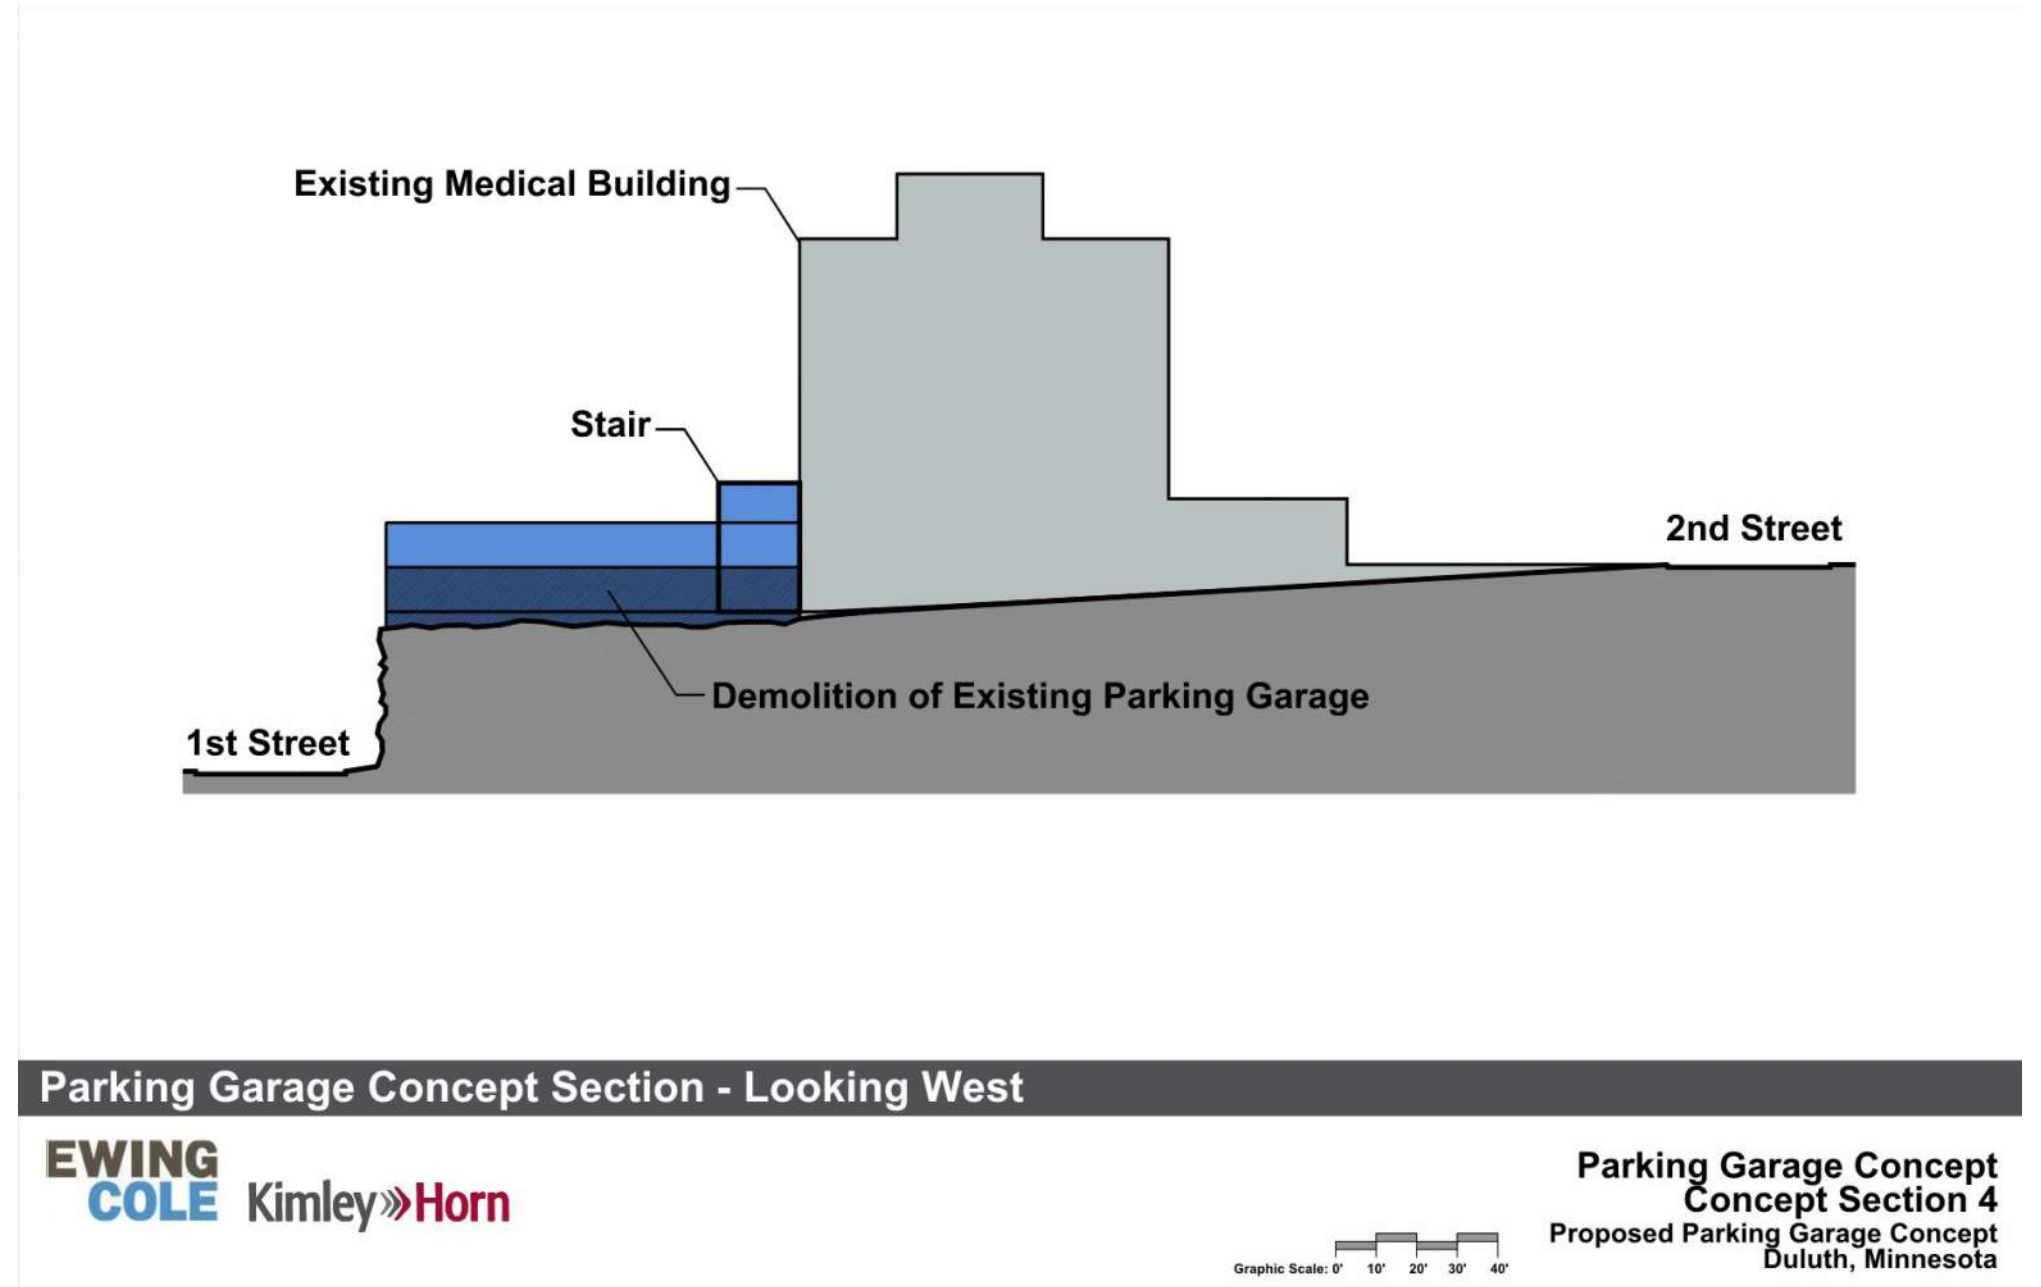 Existing Medical Building
Stair
2nd Street
Demolition of Existing Parking Garage
1st Street
Parking Garage Concept Section - Looking West
EWING
COLE
Kimley»Horn
Parking Garage Concept
Concept Section 4
Proposed Parking Garage Concept
Duluth, Minnesota
Graphic Scale: 0' 10' 20' 30' 40'